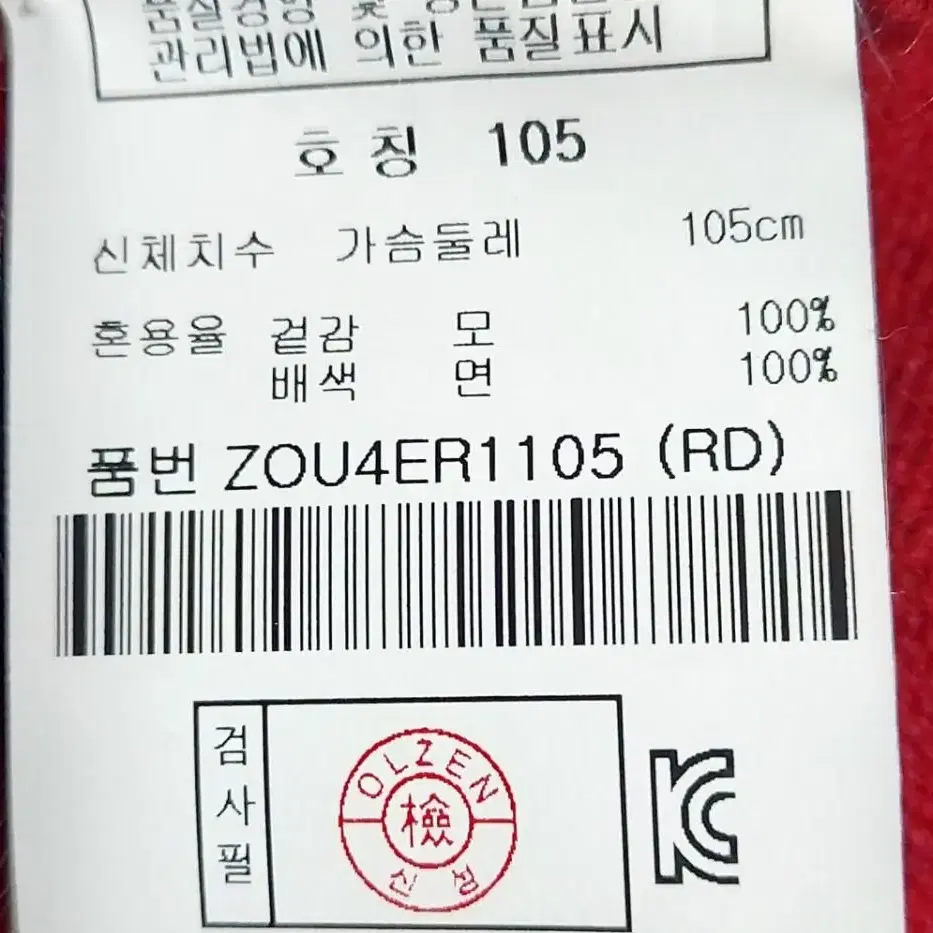 관리법에 의한 품질표시
호칭 105
신체치수 가슴둘레 105cm
혼용율 겉감 모 100%
배색 면 100%
품번 ZOU4ER1105 (RD)
검사필
OLZEN
檢
신성
KC